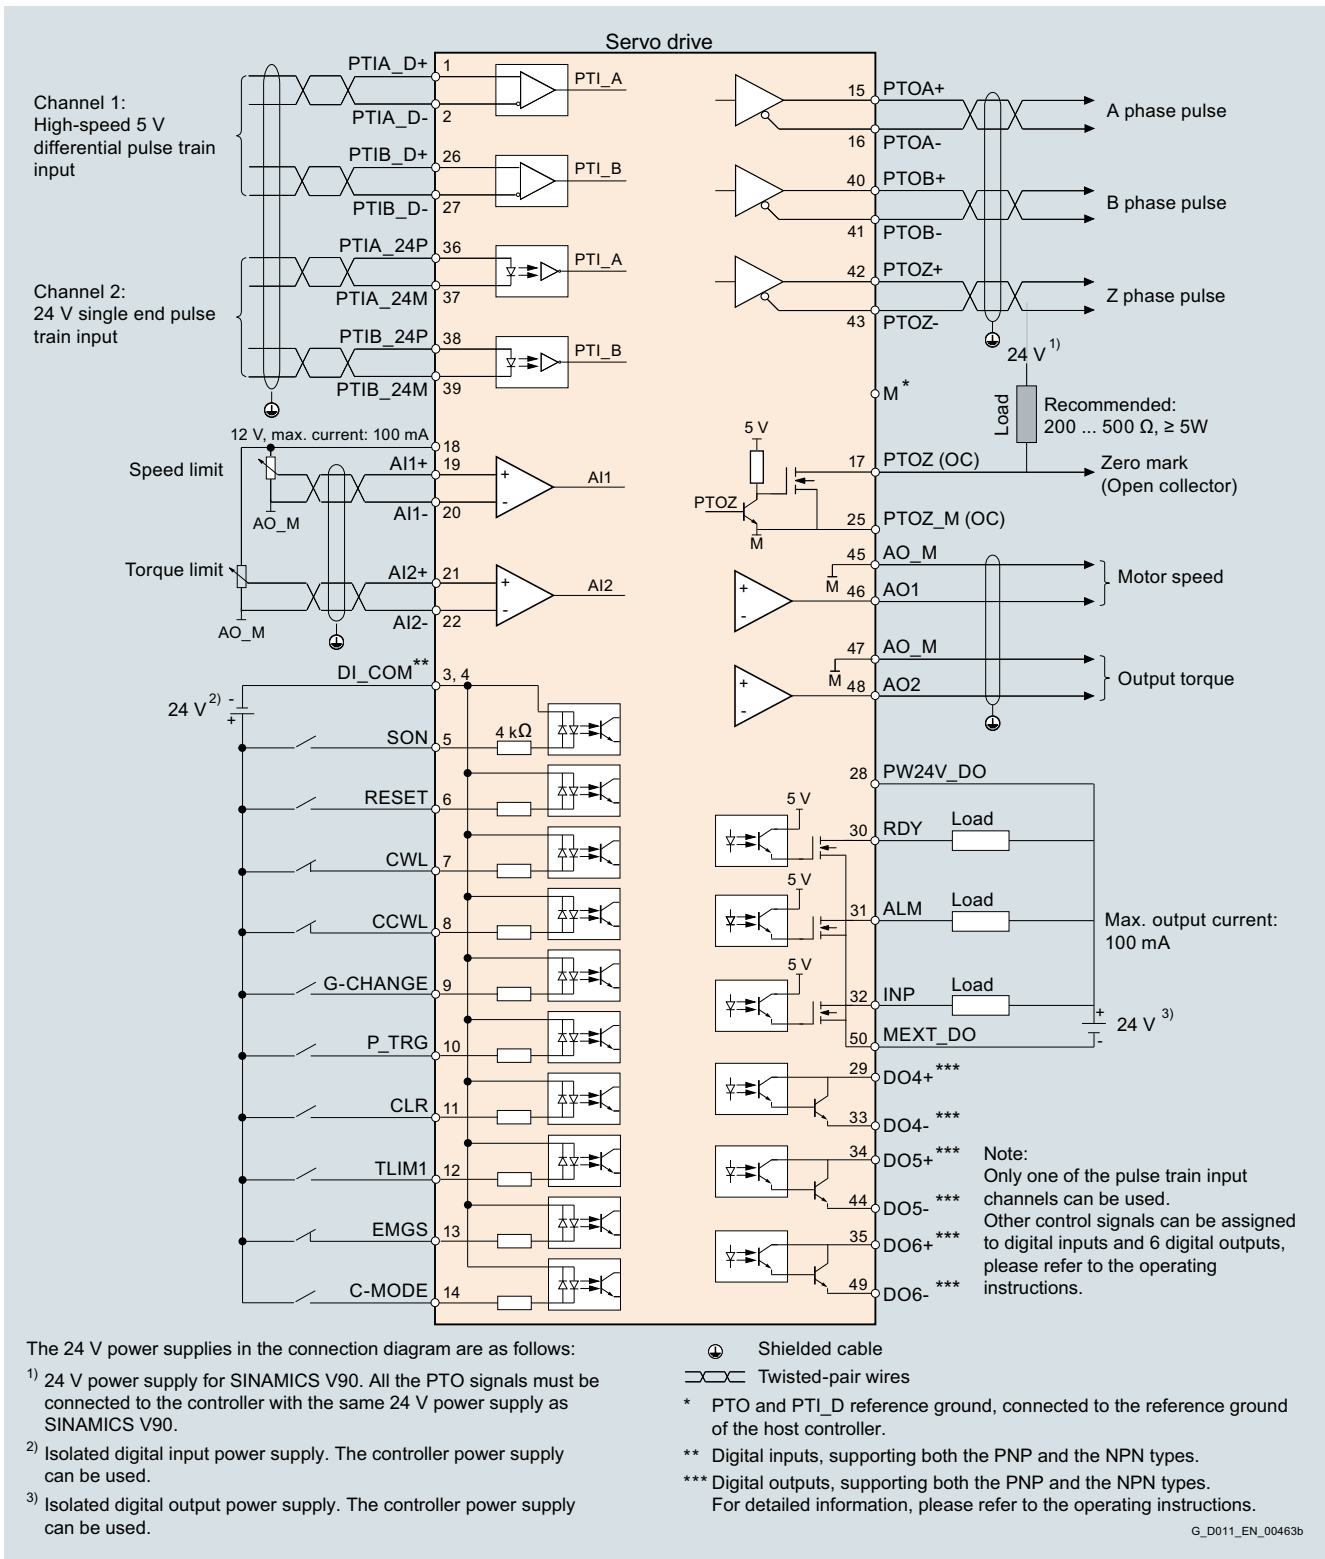 Servo drive
Channel 1:
High-speed 5 V
differential pulse train
input
PTIA_D+
1
PTI_A
PTIA_D-
2
PTIB_D+
26
PTI_B
PTIB_D-
27
Channel 2:
24 V single end pulse
train input
PTIA_24P
36
PTI_A
PTIA_24M
37
PTIB_24P
38
PTI_B
PTIB_24M
39
12 V, max. current: 100 mA
18
Speed limit
AI1+
19
+
-
AI1
AI1-
20
AO_M
Torque limit
AI2+
21
+
-
AI2
AI2-
22
AO_M
DI_COM**
3, 4
24 V 2)
-
+
SON
5
4 kΩ
RESET
6
CWL
7
CCWL
8
G-CHANGE
9
P_TRG
10
CLR
11
TLIM1
12
EMGS
13
C-MODE
14
15
PTOA+
A phase pulse
16
PTOA-
40
PTOB+
B phase pulse
41
PTOB-
42
PTOZ+
Z phase pulse
43
PTOZ-
24 V 1)
M*
Load
Recommended:
200 ... 500 Ω, ≥ 5W
5 V
17
PTOZ (OC)
Zero mark
(Open collector)
PTOZ
M
25
PTOZ_M (OC)
45
AO_M
M
+
-
46
AO1
Motor speed
47
AO_M
M
+
-
48
AO2
Output torque
28
PW24V_DO
5 V
30
RDY
Load
5 V
31
ALM
Load
Max. output current:
100 mA
5 V
32
INP
Load
+
24 V 3)
-
50
MEXT_DO
29
DO4+ ***
33
DO4- ***
34
DO5+ ***
44
DO5- ***
35
DO6+ ***
49
DO6- ***
Note:
Only one of the pulse train input
channels can be used.
Other control signals can be assigned
to digital inputs and 6 digital outputs,
please refer to the operating
instructions.
The 24 V power supplies in the connection diagram are as follows:
1) 24 V power supply for SINAMICS V90. All the PTO signals must be
connected to the controller with the same 24 V power supply as
SINAMICS V90.
2) Isolated digital input power supply. The controller power supply
can be used.
3) Isolated digital output power supply. The controller power supply
can be used.
Shielded cable
Twisted-pair wires
* PTO and PTI_D reference ground, connected to the reference ground
of the host controller.
** Digital inputs, supporting both the PNP and the NPN types.
*** Digital outputs, supporting both the PNP and the NPN types.
For detailed information, please refer to the operating instructions.
G_D011_EN_00463b